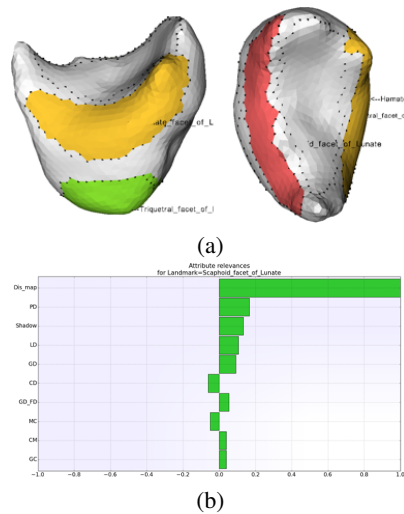 ate_facet_of_L
Triquetral_facet_of_l
<--Hamate
tral_facet_o
d_facet_of_Lunate
(a)
Attribute relevances
for Landmark=Scaphoid_facet_of_Lunate
Dis_map
PD
Shadow
LD
GD
CD
GD_FD
MC
CM
GC
−1.0 −0.8 −0.6 −0.4 −0.2 0.0 0.2 0.4 0.6 0.8 1.0
(b)